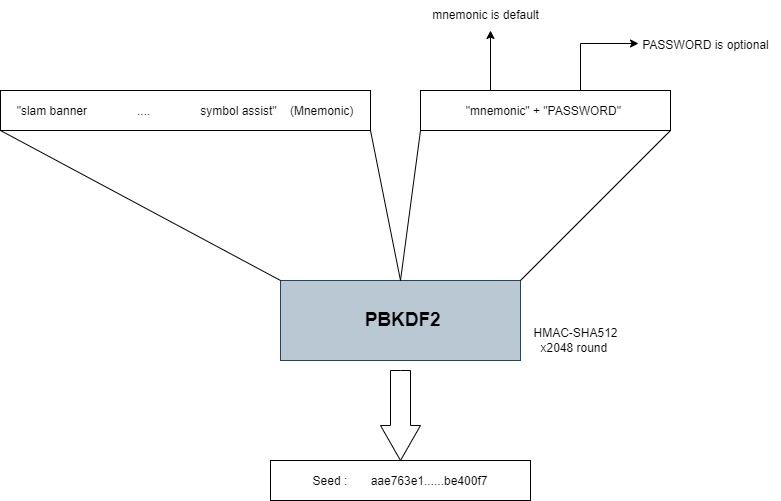 mnemonic is default
PASSWORD is optional
"slam banner .... symbol assist" (Mnemonic)
"mnemonic" + "PASSWORD"
PBKDF2
HMAC-SHA512
x2048 round
Seed : aae763e1......be400f7